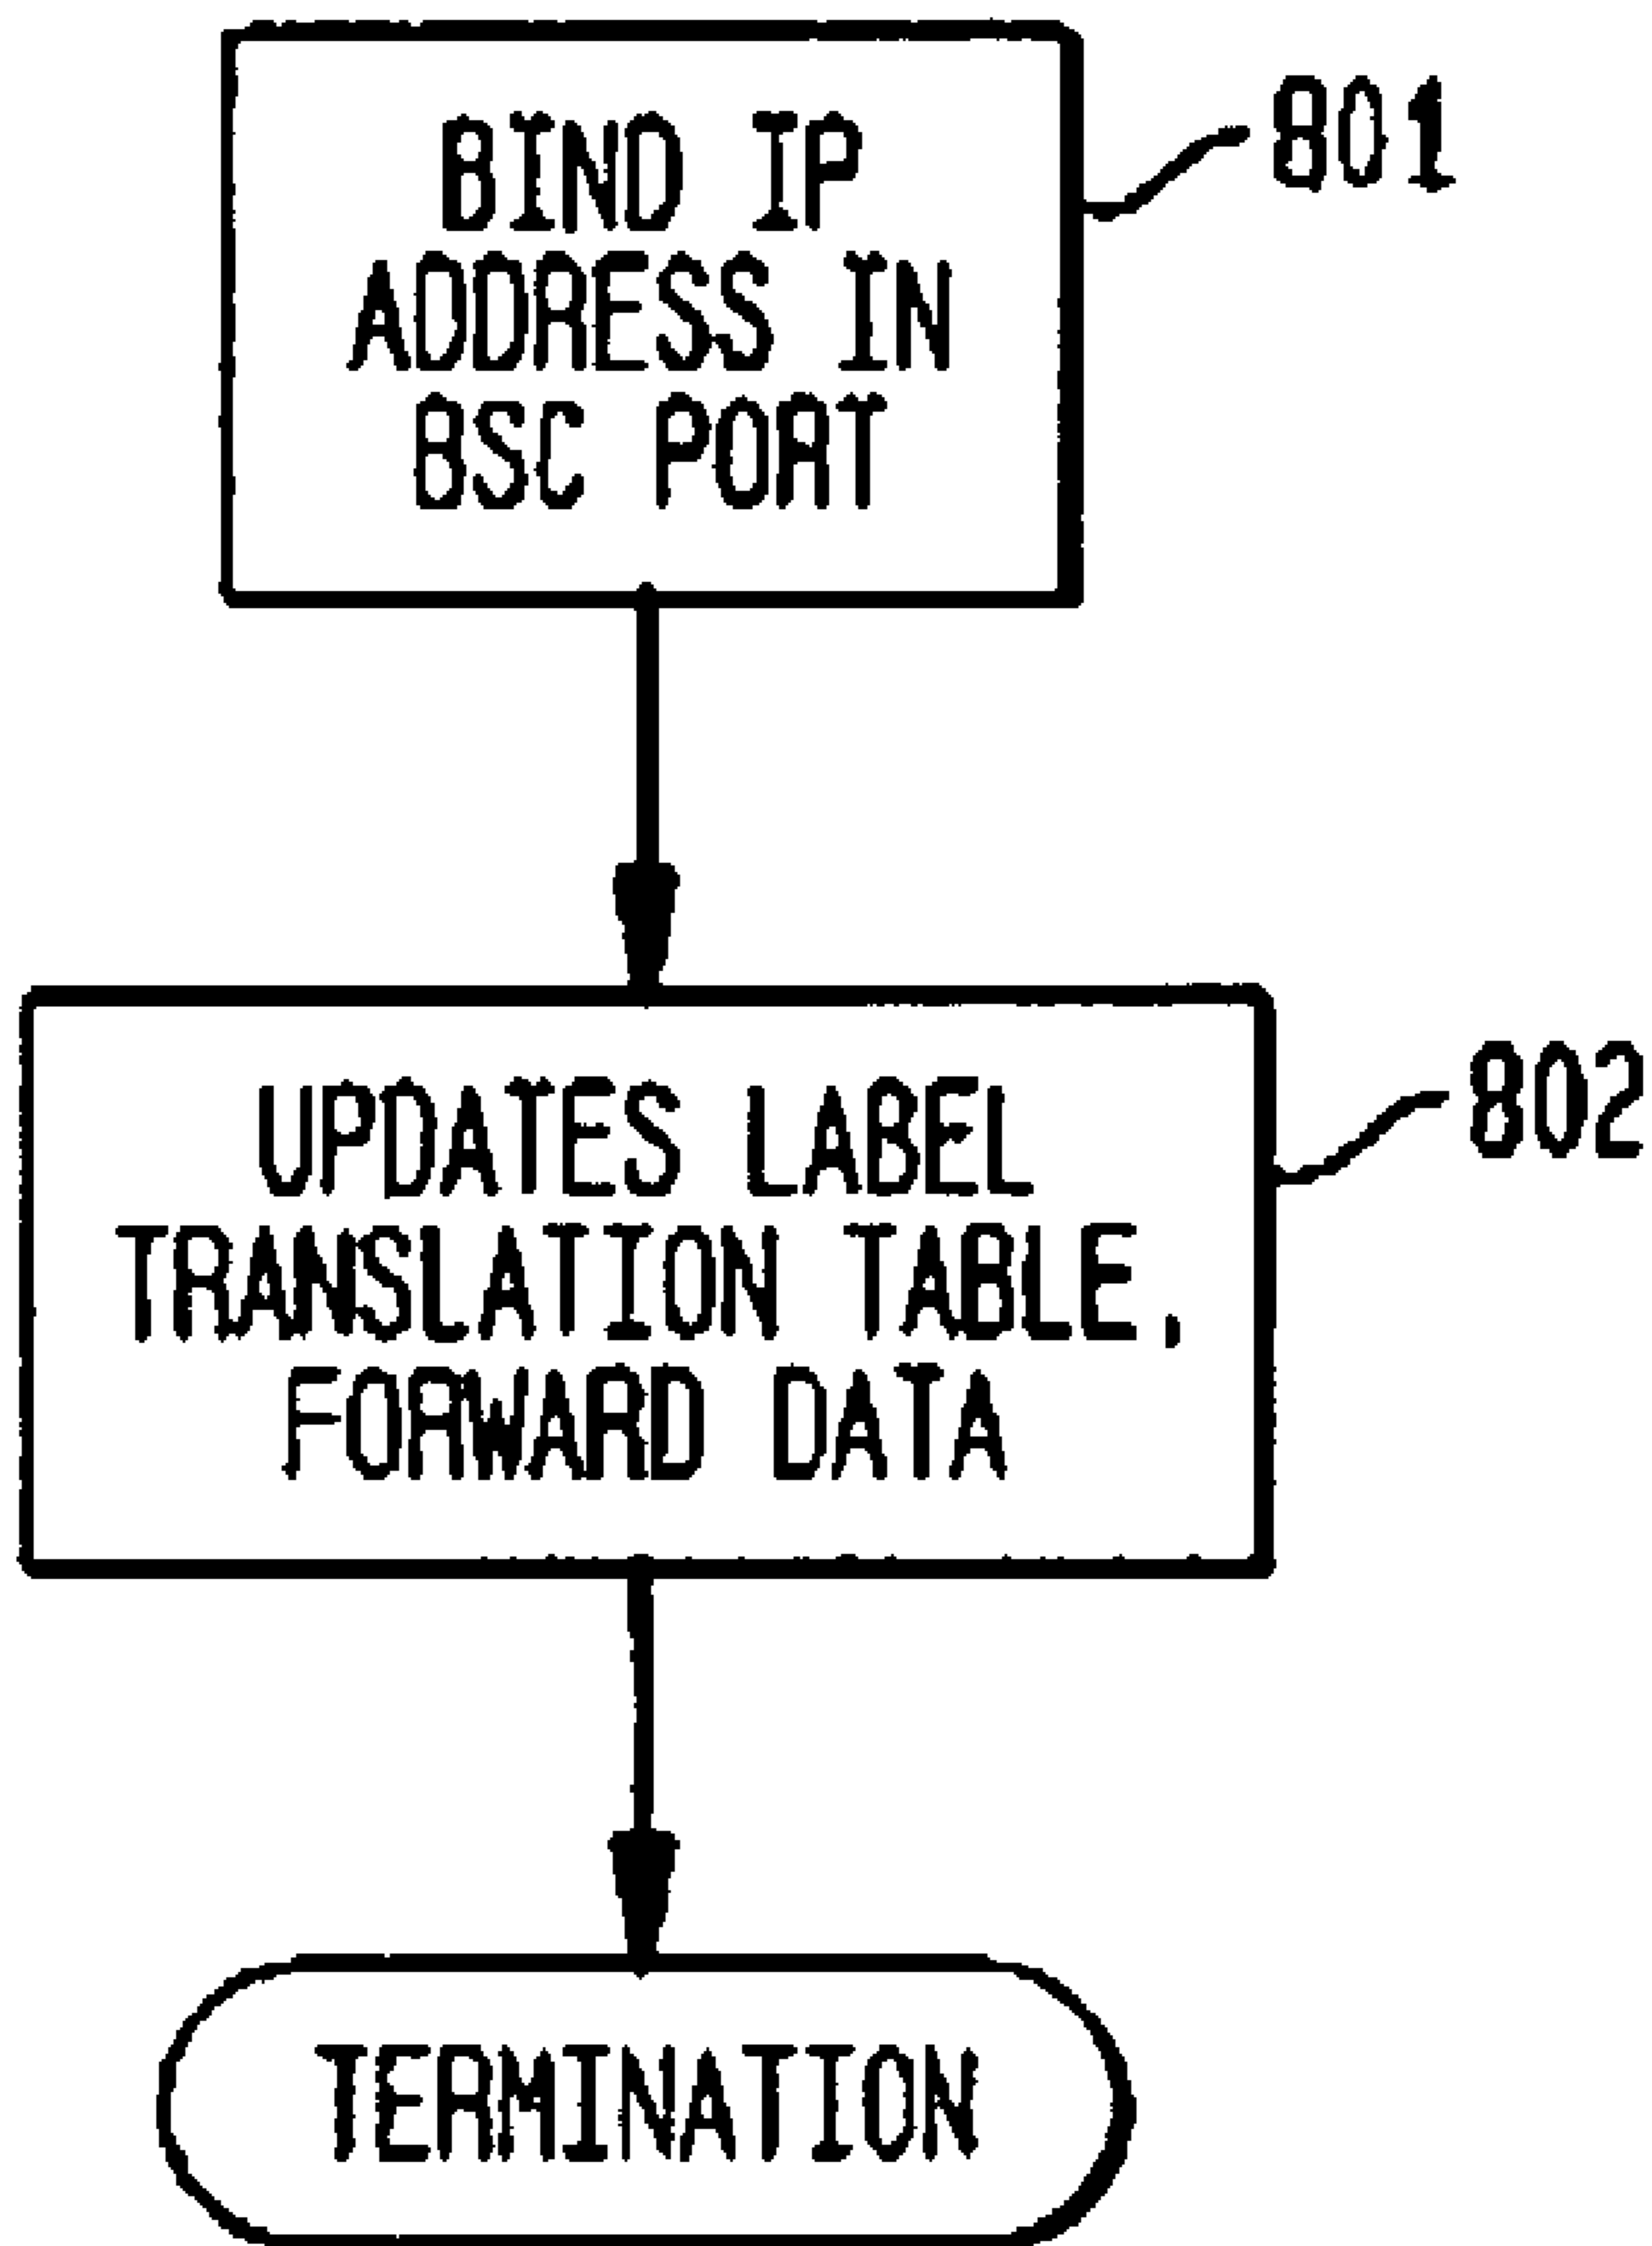 BIND IP
ADDRESS IN
BSC PORT
801
UPDATES LABEL
TRANSLATION TABLE,
FORWARD DATA
802
TERMINATION